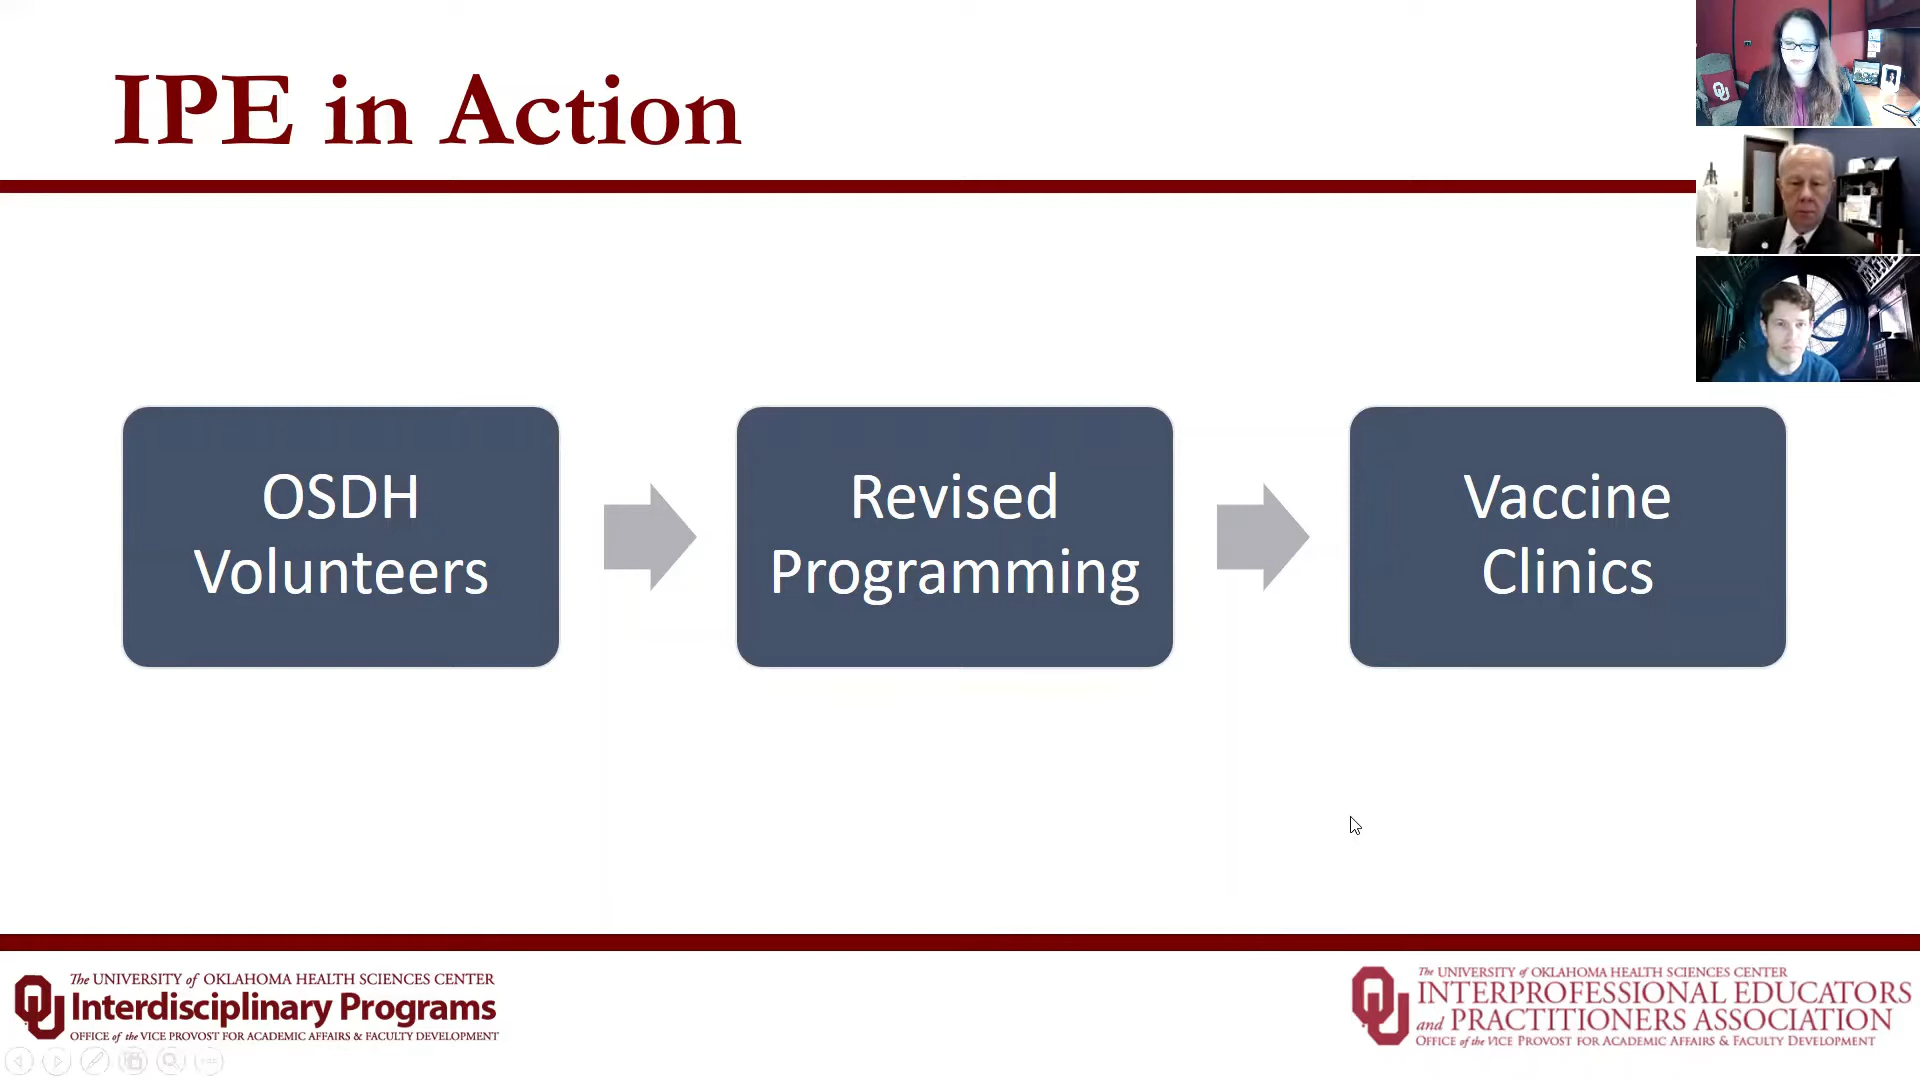 IPE in Action
OSDH
Volunteers
Revised
Programming
Vaccine
Clinics
The UNIVERSITY of OKLAHOMA HEALTH SCIENCES CENTER
Interdisciplinary Programs
OFFICE of the VICE PROVOST FOR ACADEMIC AFFAIRS & FACULTY DEVELOPMENT
The UNIVERSITY of OKLAHOMA HEALTH SCIENCES CENTER
INTERPROFESSIONAL EDUCATORS
and PRACTITIONERS ASSOCIATION
OFFICE of the VICE PROVOST FOR ACADEMIC AFFAIRS & FACULTY DEVELOPMENT